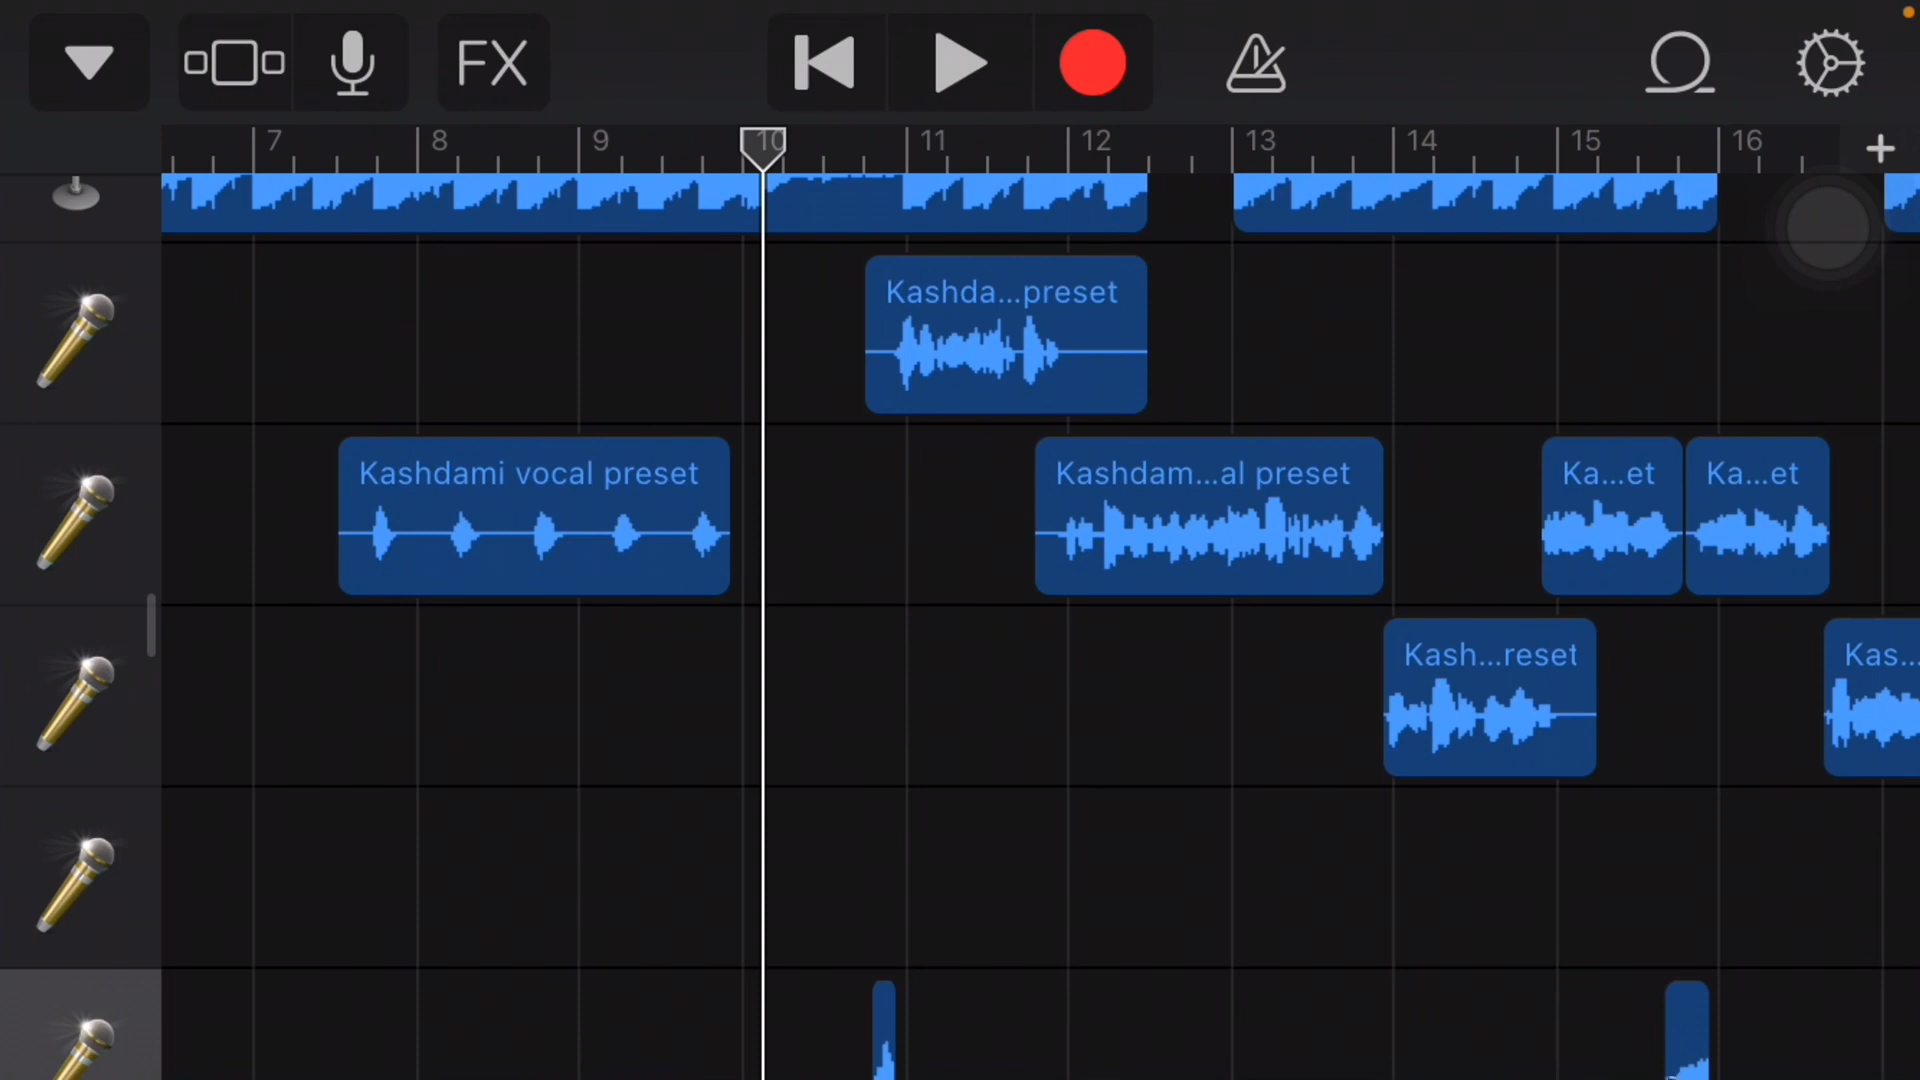 FX
7 8 9 10 11 12 13 14 15 16
Kashda...preset
Kashdami vocal preset
Kashdam...al preset
Ka...et
Ka...et
Kash...reset
Kas...